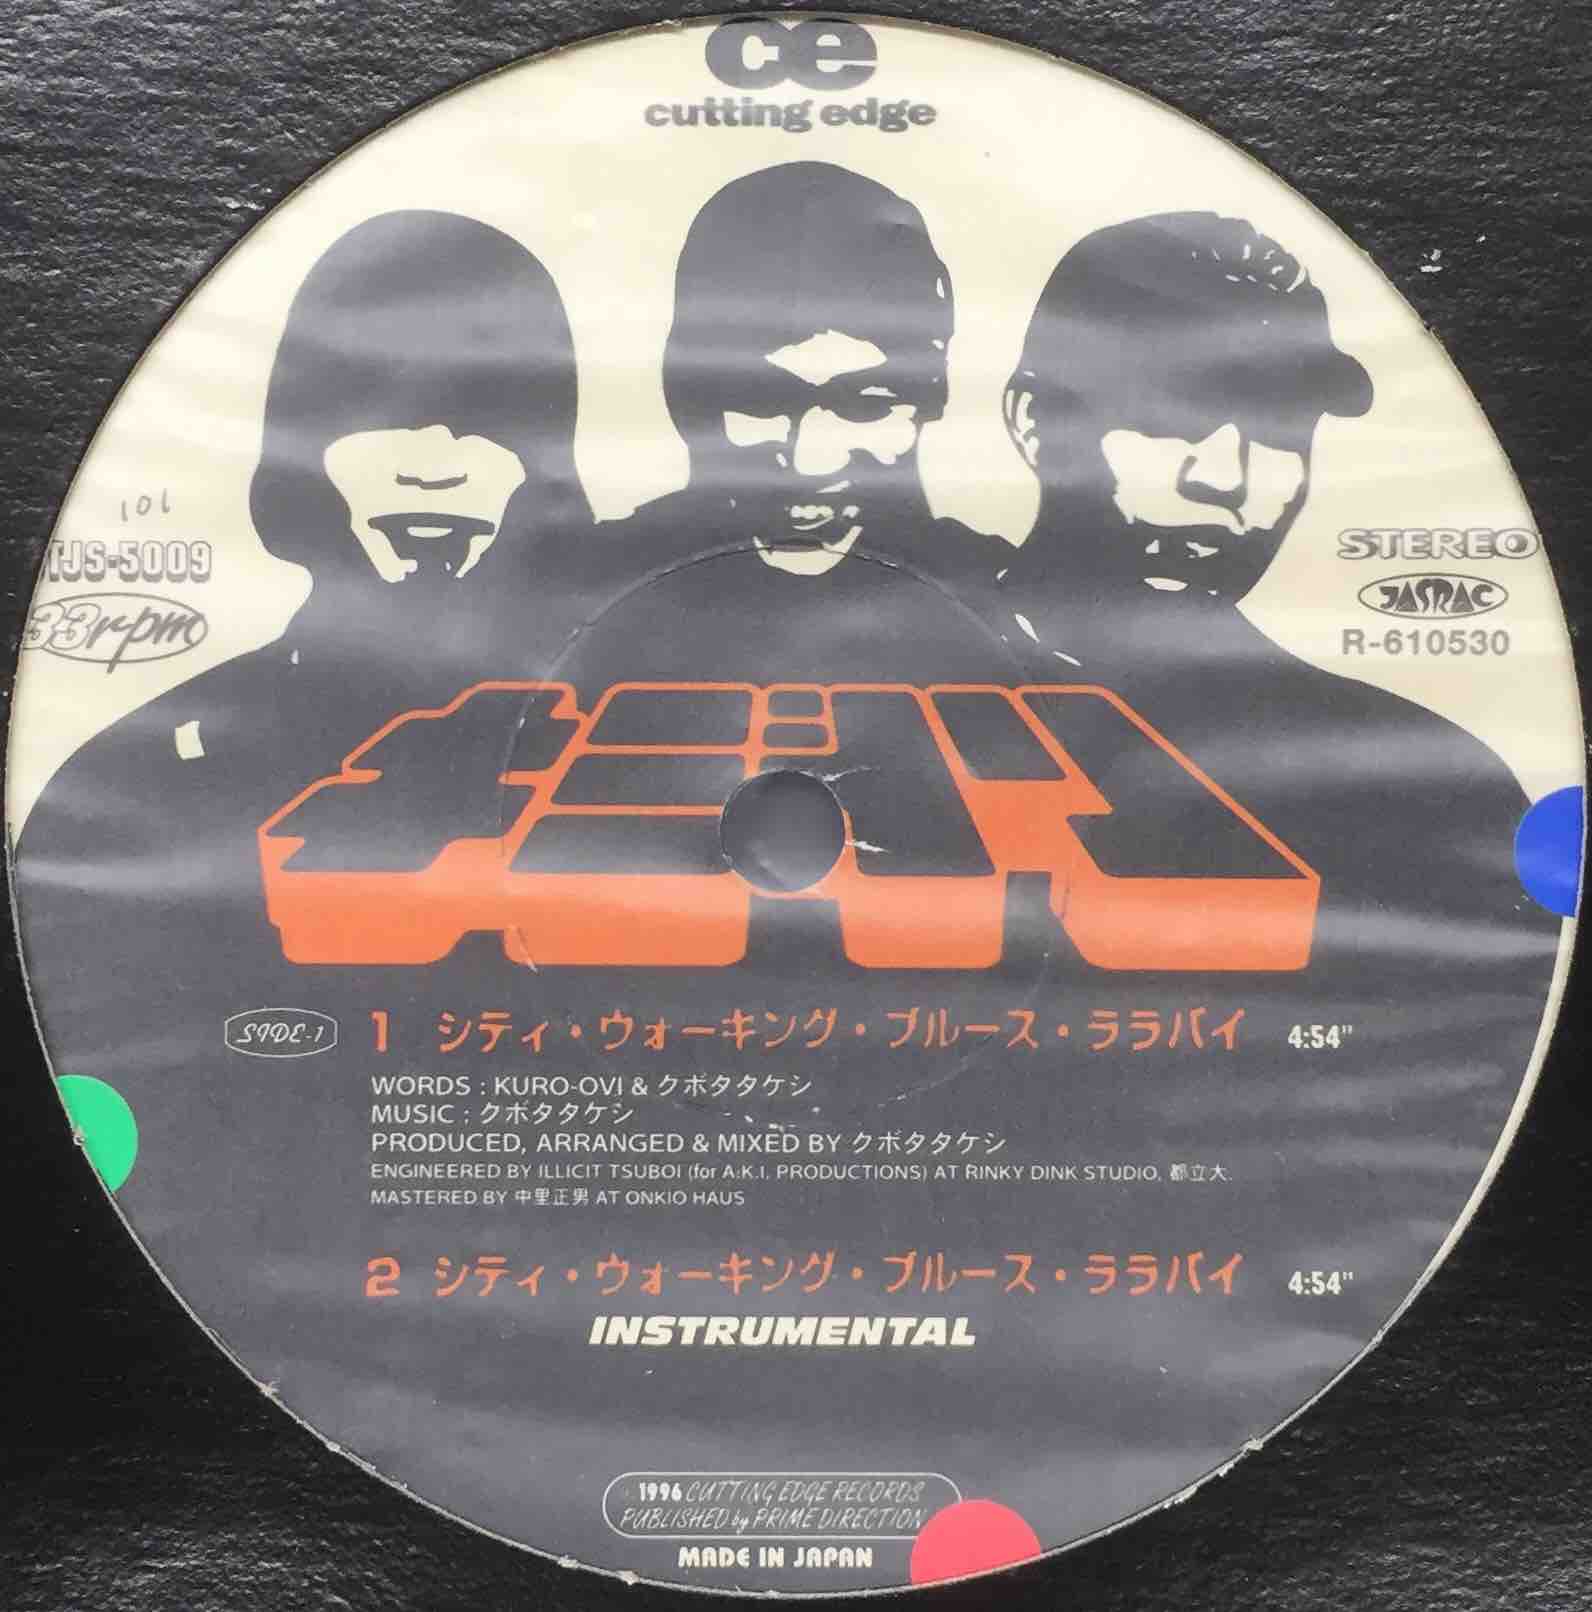 ce
cutting edge
101
TJS-5009
33rpm
STEREO
JASRAC
R-610530
キミドリ
SIDE-1
1 シティ・ウォーキング・ブルース・ララバイ 4:54"
WORDS : KURO-OVI & クボタタケシ
MUSIC : クボタタケシ
PRODUCED, ARRANGED & MIXED BY クボタタケシ
ENGINEERED BY ILLICIT TSUBOI (for A.K.I. PRODUCTIONS) AT RINKY DINK STUDIO, 都立大.
MASTERED BY 中里正男 AT ONKIO HAUS
2 シティ・ウォーキング・ブルース・ララバイ 4:54"
INSTRUMENTAL
1996 CUTTING EDGE RECORDS
PUBLISHED by PRIME DIRECTION
MADE IN JAPAN